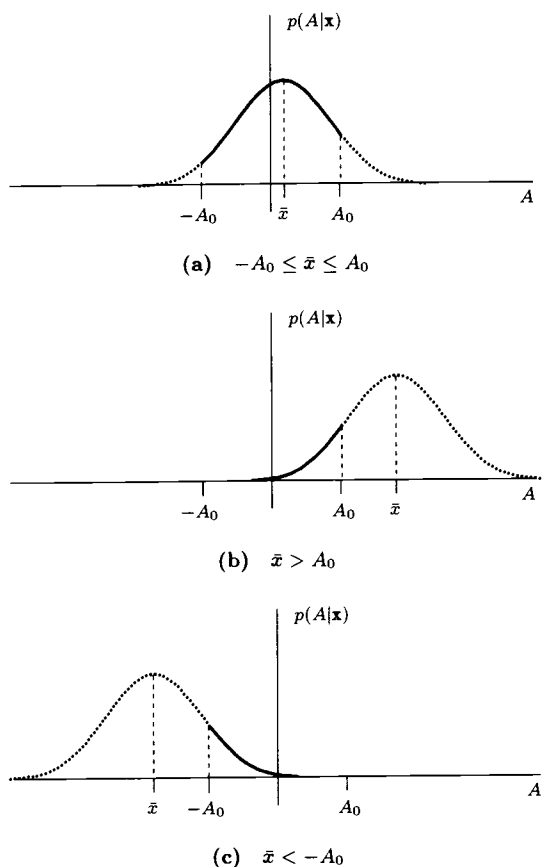 p(A|𝐱)
−A₀ x̄ A₀ A
(a) −A₀ ≤ x̄ ≤ A₀
p(A|𝐱)
−A₀ A₀ x̄ A
(b) x̄ > A₀
p(A|𝐱)
x̄ −A₀ A₀ A
(c) x̄ < −A₀